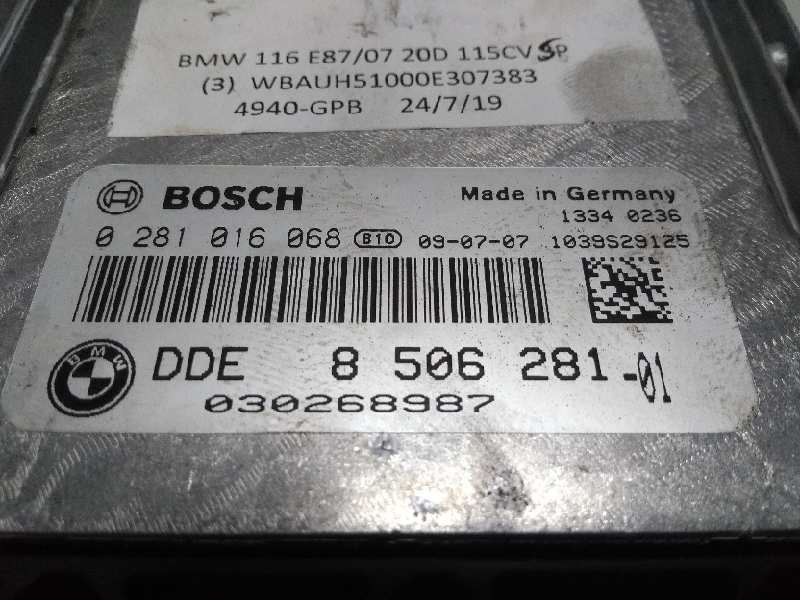 BMW 116 E87/07 20D 115CV 5P
(3) WBAUH51000E307383
4940-GPB 24/7/19
BOSCH Made in Germany
1334 0236
0 281 016 068 B10 09-07-07 1039S29125
BMW DDE 8 506 281-01
030268987